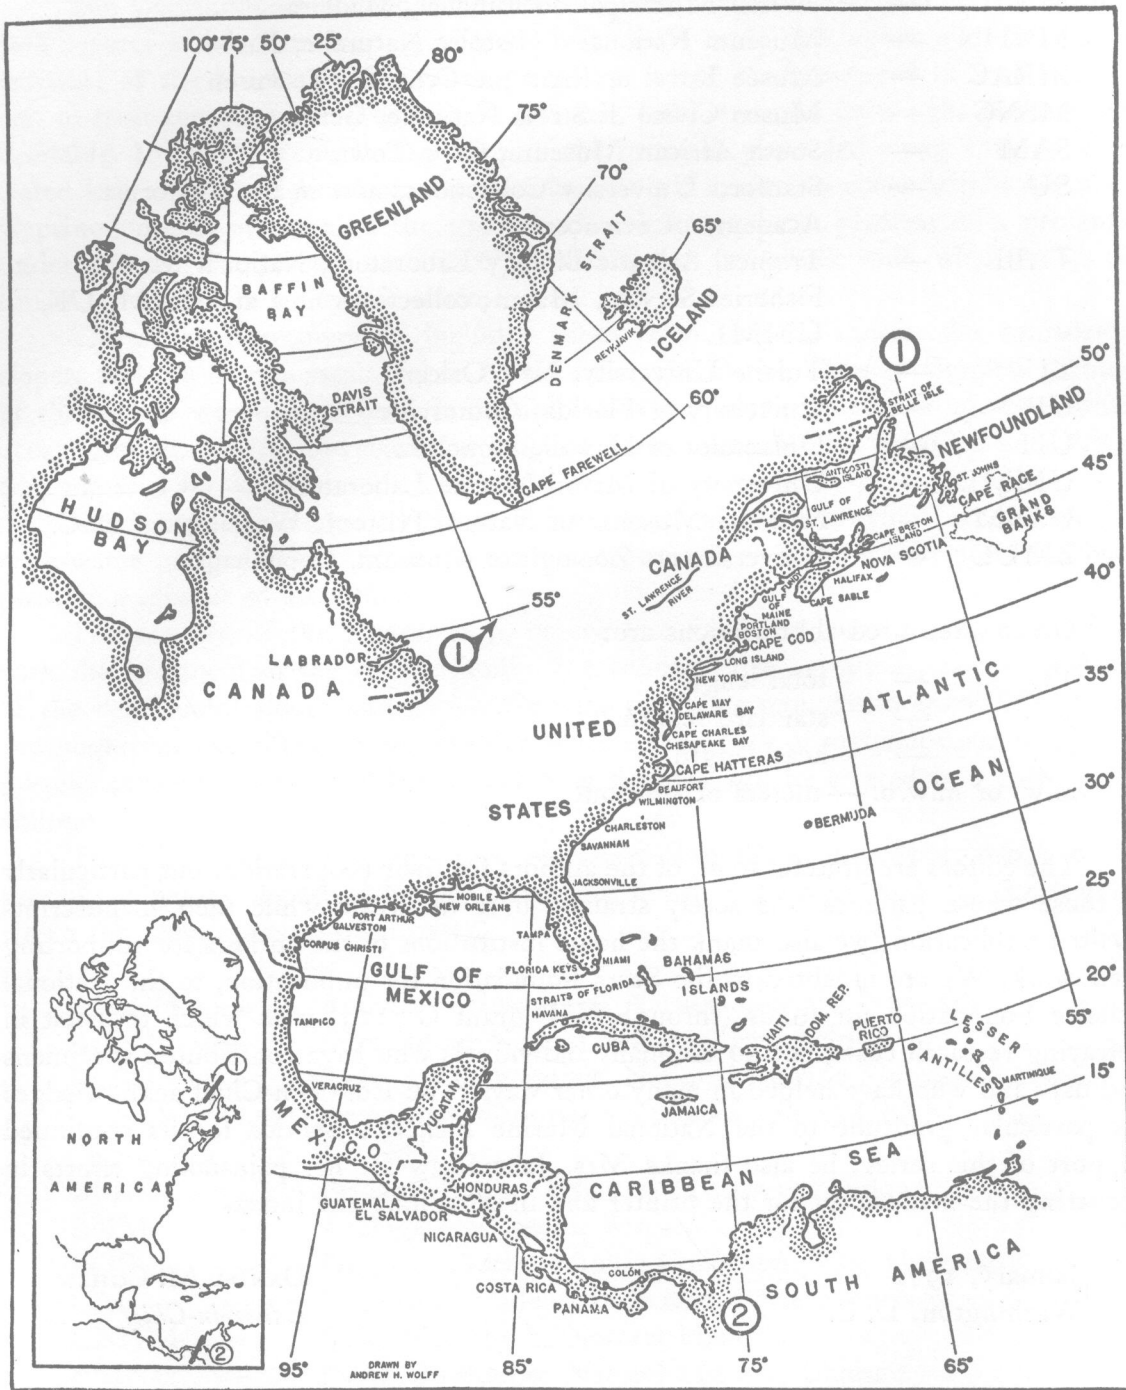 100° 75° 50° 25°
80°
75°
70°
65°
60°
GREENLAND
BAFFIN
BAY
DENMARK STRAIT
ICELAND
REYKJAVIK
DAVIS
STRAIT
CAPE FAREWELL
HUDSON
BAY
55°
1
LABRADOR
CANADA
1
50°
STRAIT OF
BELLE ISLE
NEWFOUNDLAND
45°
ANTICOSTI
ISLAND
ST. JOHNS
CAPE RACE
GRAND
BANKS
GULF OF
ST. LAWRENCE
CAPE BRETON
ISLAND
NOVA SCOTIA
HALIFAX
CAPE SABLE
40°
CANADA
ST. LAWRENCE
RIVER
GULF
OF
MAINE
PORTLAND
BOSTON
CAPE COD
LONG ISLAND
NEW YORK
35°
ATLANTIC
OCEAN
CAPE MAY
DELAWARE BAY
CAPE CHARLES
CHESAPEAKE BAY
UNITED
STATES
CAPE HATTERAS
BEAUFORT
WILMINGTON
30°
BERMUDA
CHARLESTON
SAVANNAH
JACKSONVILLE
25°
MOBILE
NEW ORLEANS
PORT ARTHUR
GALVESTON
CORPUS CHRISTI
TAMPA
MIAMI
FLORIDA KEYS
BAHAMAS
ISLANDS
20°
GULF OF
MEXICO
STRAITS OF FLORIDA
HAVANA
CUBA
TAMPICO
HAITI
DOM. REP.
PUERTO
RICO
LESSER
ANTILLES
MARTINIQUE
55°
15°
VERACRUZ
YUCATÁN
JAMAICA
MEXICO
HONDURAS
CARIBBEAN SEA
GUATEMALA
EL SALVADOR
NICARAGUA
COSTA RICA
COLÓN
PANAMA
2
SOUTH AMERICA
95°
85°
75°
65°
DRAWN BY
ANDREW H. WOLFF
1
NORTH
AMERICA
2